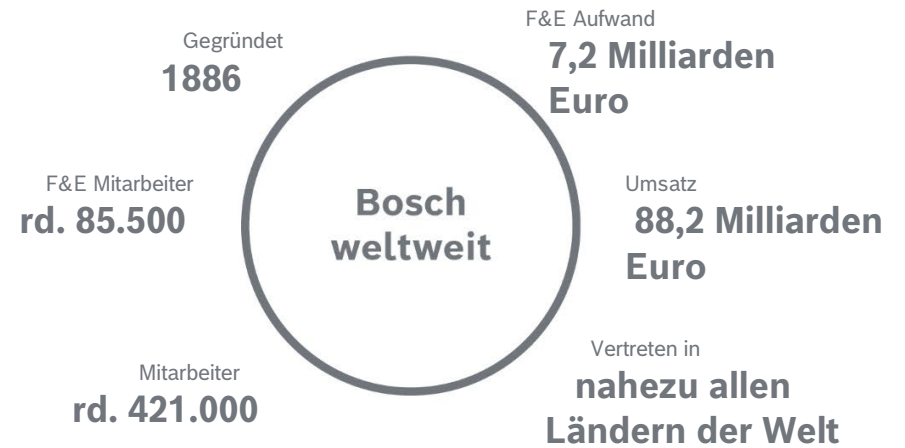 F&E Aufwand
7,2 Milliarden
Euro
Gegründet
1886
F&E Mitarbeiter
rd. 85.500
Bosch
weltweit
Umsatz
88,2 Milliarden
Euro
Mitarbeiter
rd. 421.000
Vertreten in
nahezu allen
Ländern der Welt